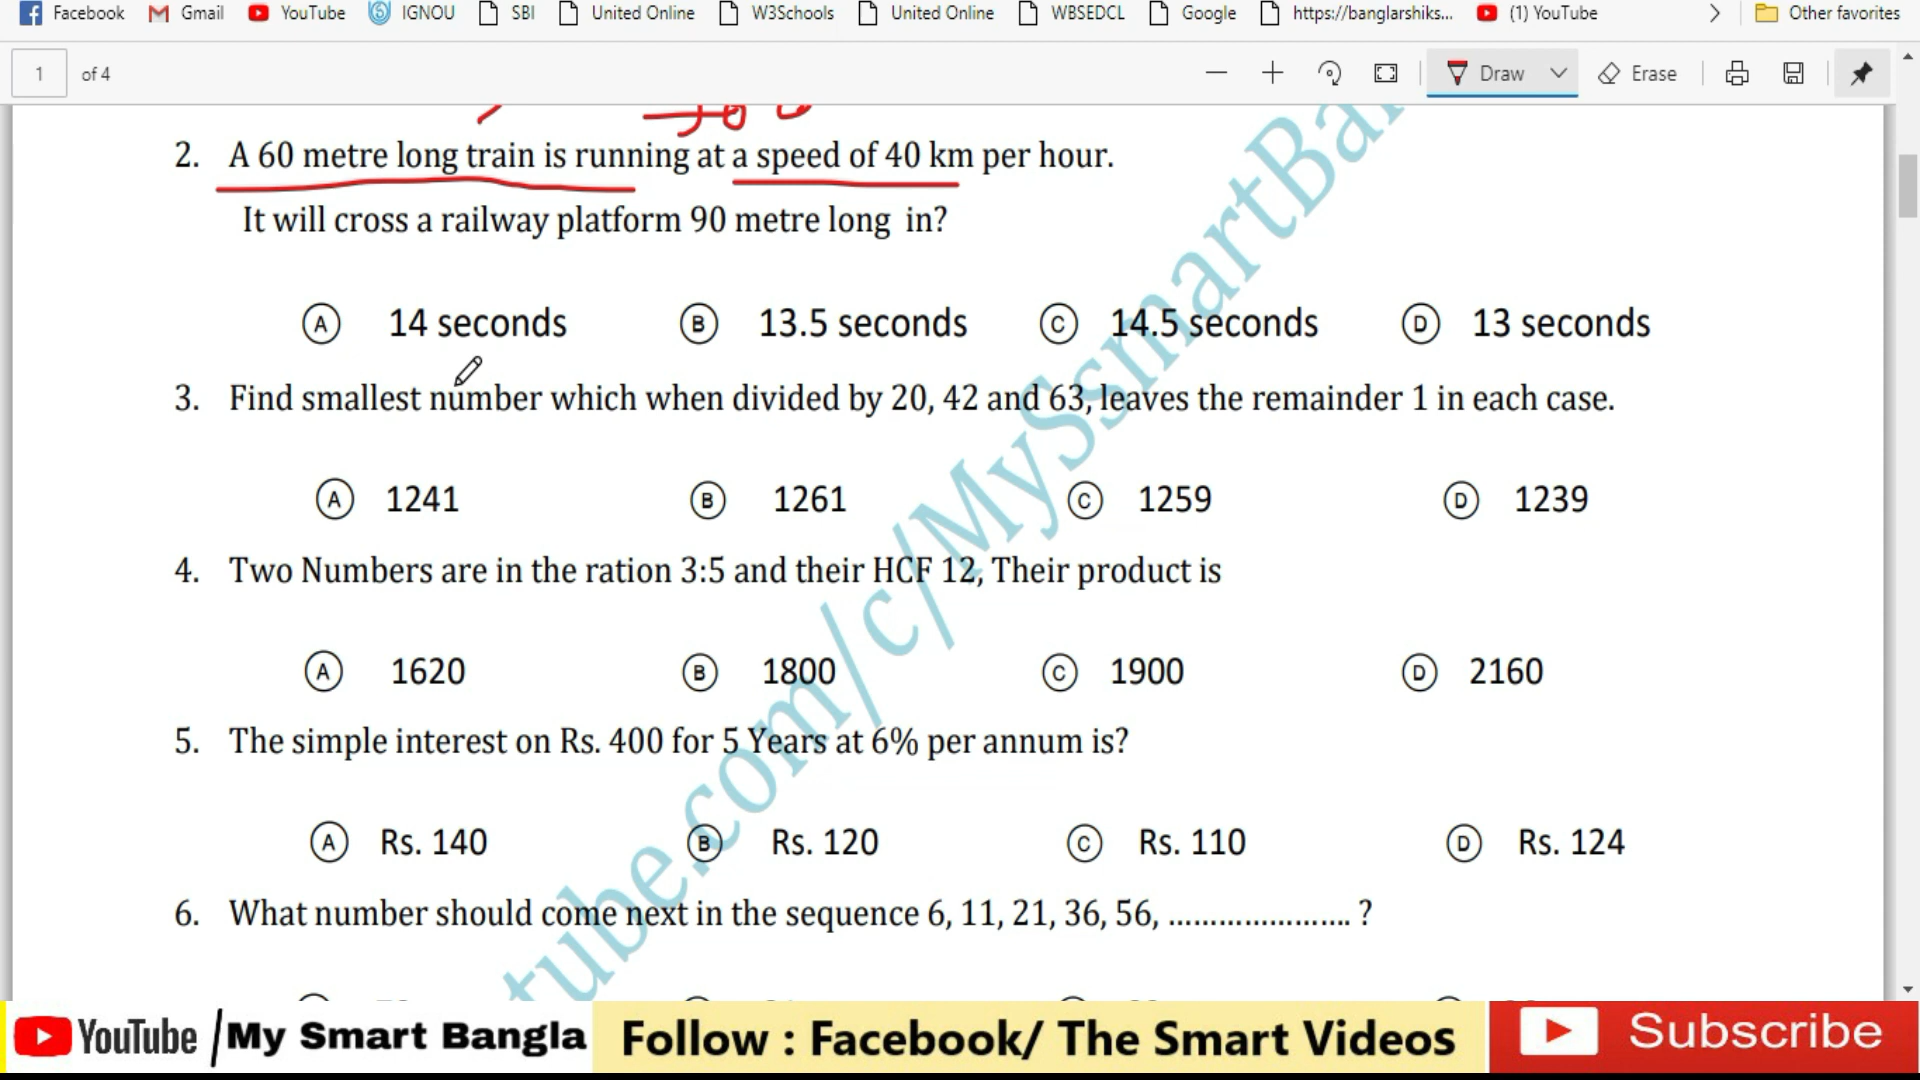 Facebook Gmail YouTube IGNOU SBI United Online W3Schools United Online WBSEDCL Google https://banglarshiks... (1) YouTube Other favorites
1 of 4 Draw Erase
2. A 60 metre long train is running at a speed of 40 km per hour.
It will cross a railway platform 90 metre long in?
A 14 seconds B 13.5 seconds C 14.5 seconds D 13 seconds
3. Find smallest number which when divided by 20, 42 and 63, leaves the remainder 1 in each case.
A 1241 B 1261 C 1259 D 1239
4. Two Numbers are in the ration 3:5 and their HCF 12, Their product is
A 1620 B 1800 C 1900 D 2160
5. The simple interest on Rs. 400 for 5 Years at 6% per annum is?
A Rs. 140 B Rs. 120 C Rs. 110 D Rs. 124
6. What number should come next in the sequence 6, 11, 21, 36, 56, ..................... ?
tube.com/c/MySsmartBa
YouTube /My Smart Bangla Follow : Facebook/ The Smart Videos Subscribe